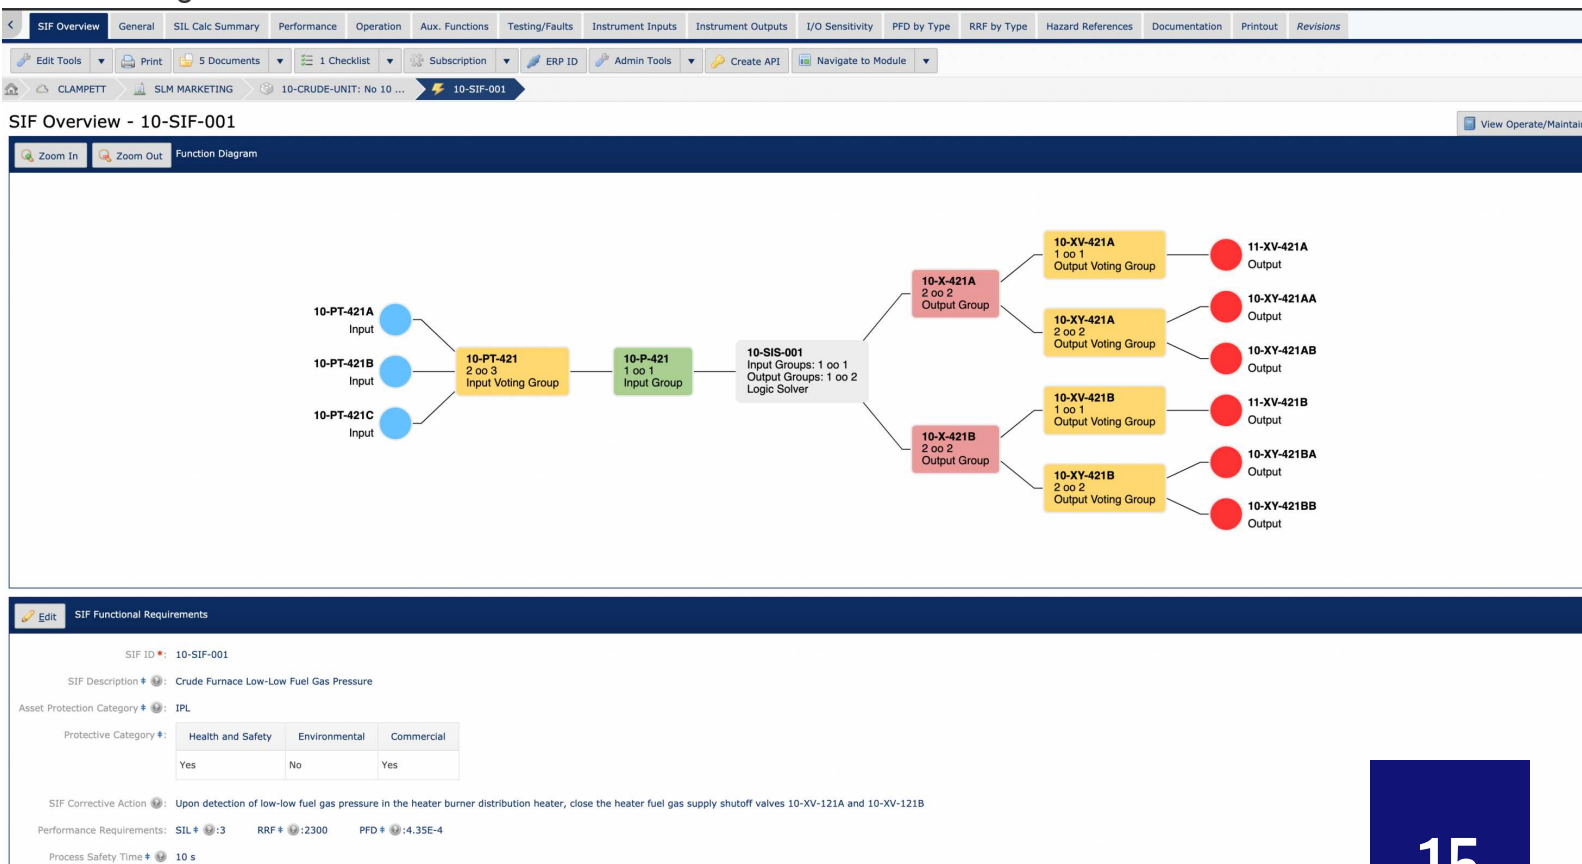 SIF Overview General SIL Calc Summary Performance Operation Aux. Functions Testing/Faults Instrument Inputs Instrument Outputs I/O Sensitivity PFD by Type RRF by Type Hazard References Documentation Printout Revisions
Edit Tools Print 5 Documents 1 Checklist Subscription ERP ID Admin Tools Create API Navigate to Module
CLAMPETT SLM MARKETING 10-CRUDE-UNIT: No 10 ... 10-SIF-001
SIF Overview - 10-SIF-001
View Operate/Maintain
Zoom In Zoom Out Function Diagram
10-PT-421A
Input
10-PT-421B
Input
10-PT-421C
Input
10-PT-421
2 oo 3
Input Voting Group
10-P-421
1 oo 1
Input Group
10-SIS-001
Input Groups: 1 oo 1
Output Groups: 1 oo 2
Logic Solver
10-X-421A
2 oo 2
Output Group
10-X-421B
2 oo 2
Output Group
10-XV-421A
1 oo 1
Output Voting Group
10-XY-421A
2 oo 2
Output Voting Group
10-XV-421B
1 oo 1
Output Voting Group
10-XY-421B
2 oo 2
Output Voting Group
11-XV-421A
Output
10-XY-421AA
Output
10-XY-421AB
Output
11-XV-421B
Output
10-XY-421BA
Output
10-XY-421BB
Output
Edit SIF Functional Requirements
SIF ID *: 10-SIF-001
SIF Description : Crude Furnace Low-Low Fuel Gas Pressure
Asset Protection Category : IPL
Protective Category : Health and Safety Environmental Commercial
Yes No Yes
SIF Corrective Action : Upon detection of low-low fuel gas pressure in the heater burner distribution heater, close the heater fuel gas supply shutoff valves 10-XV-121A and 10-XV-121B
Performance Requirements: SIL :3 RRF :2300 PFD :4.35E-4
Process Safety Time 10 s
15